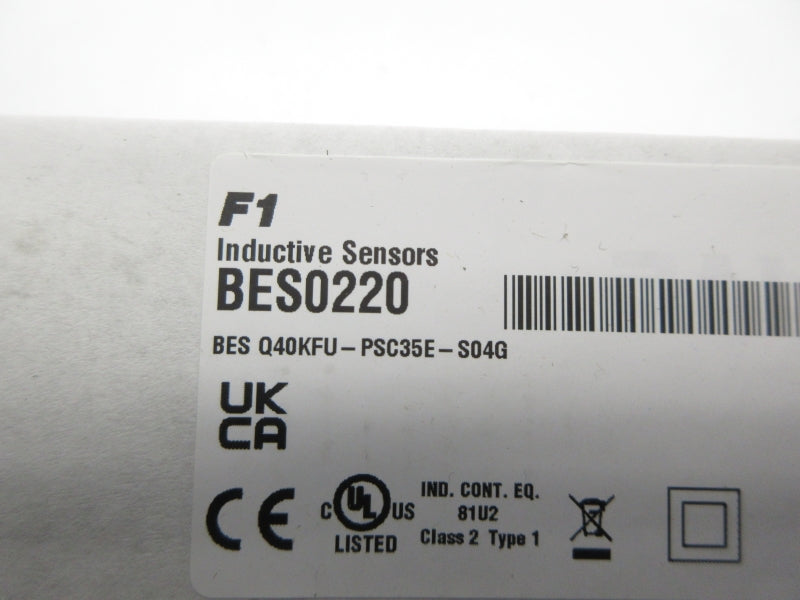 F1
Inductive Sensors
BES0220
BES Q40KFU-PSC35E-S04G
UK
CA
CE
C UL US
LISTED
IND. CONT. EQ.
81U2
Class 2 Type 1